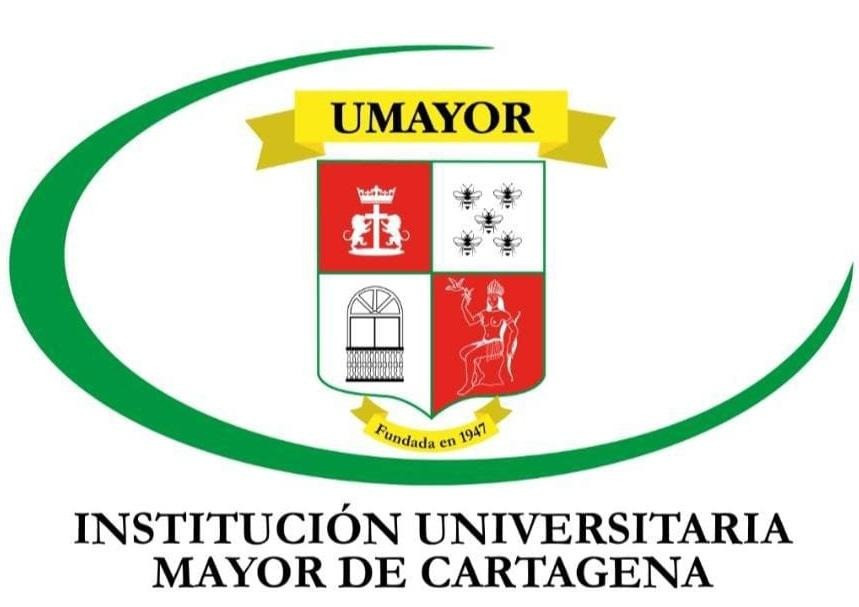 UMAYOR
Fundada en 1947
INSTITUCIÓN UNIVERSITARIA
MAYOR DE CARTAGENA